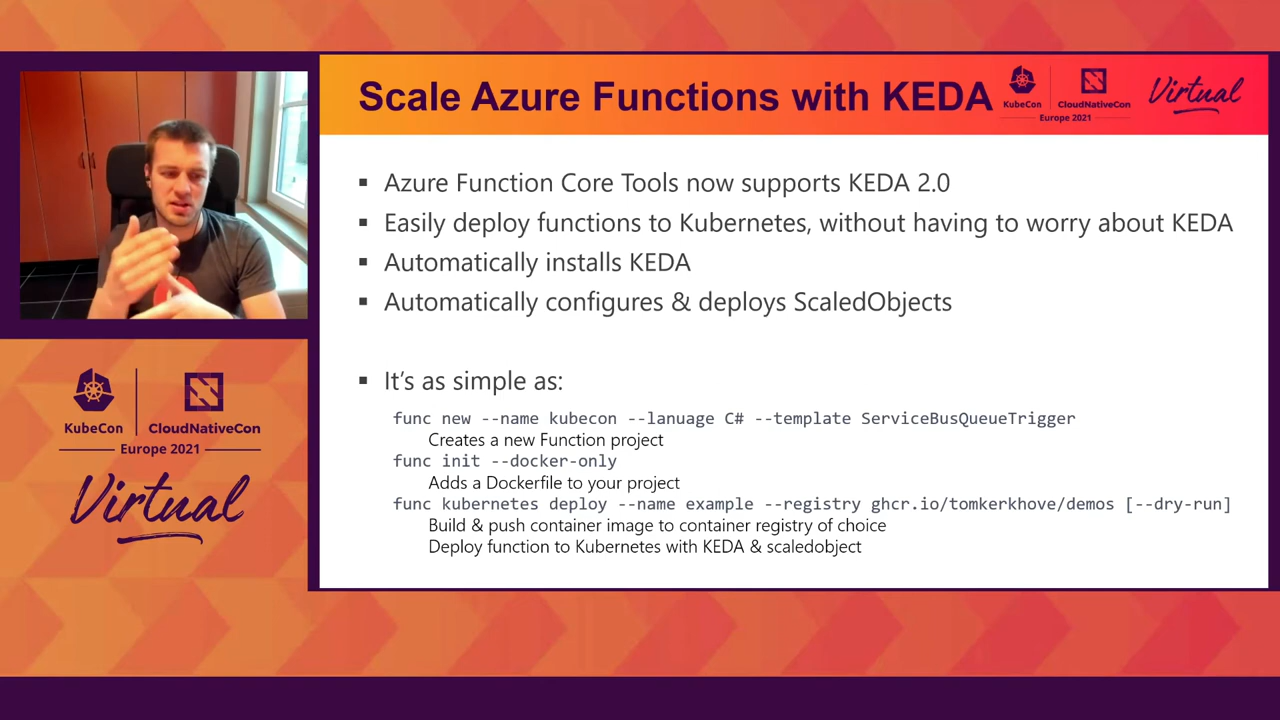 Scale Azure Functions with KEDA
KubeCon
CloudNativeCon
Europe 2021
Virtual
▪ Azure Function Core Tools now supports KEDA 2.0
▪ Easily deploy functions to Kubernetes, without having to worry about KEDA
▪ Automatically installs KEDA
▪ Automatically configures & deploys ScaledObjects
▪ It's as simple as:
func new --name kubecon --lanuage C# --template ServiceBusQueueTrigger
Creates a new Function project
func init --docker-only
Adds a Dockerfile to your project
func kubernetes deploy --name example --registry ghcr.io/tomkerkhove/demos [--dry-run]
Build & push container image to container registry of choice
Deploy function to Kubernetes with KEDA & scaledobject
KubeCon
CloudNativeCon
Europe 2021
Virtual